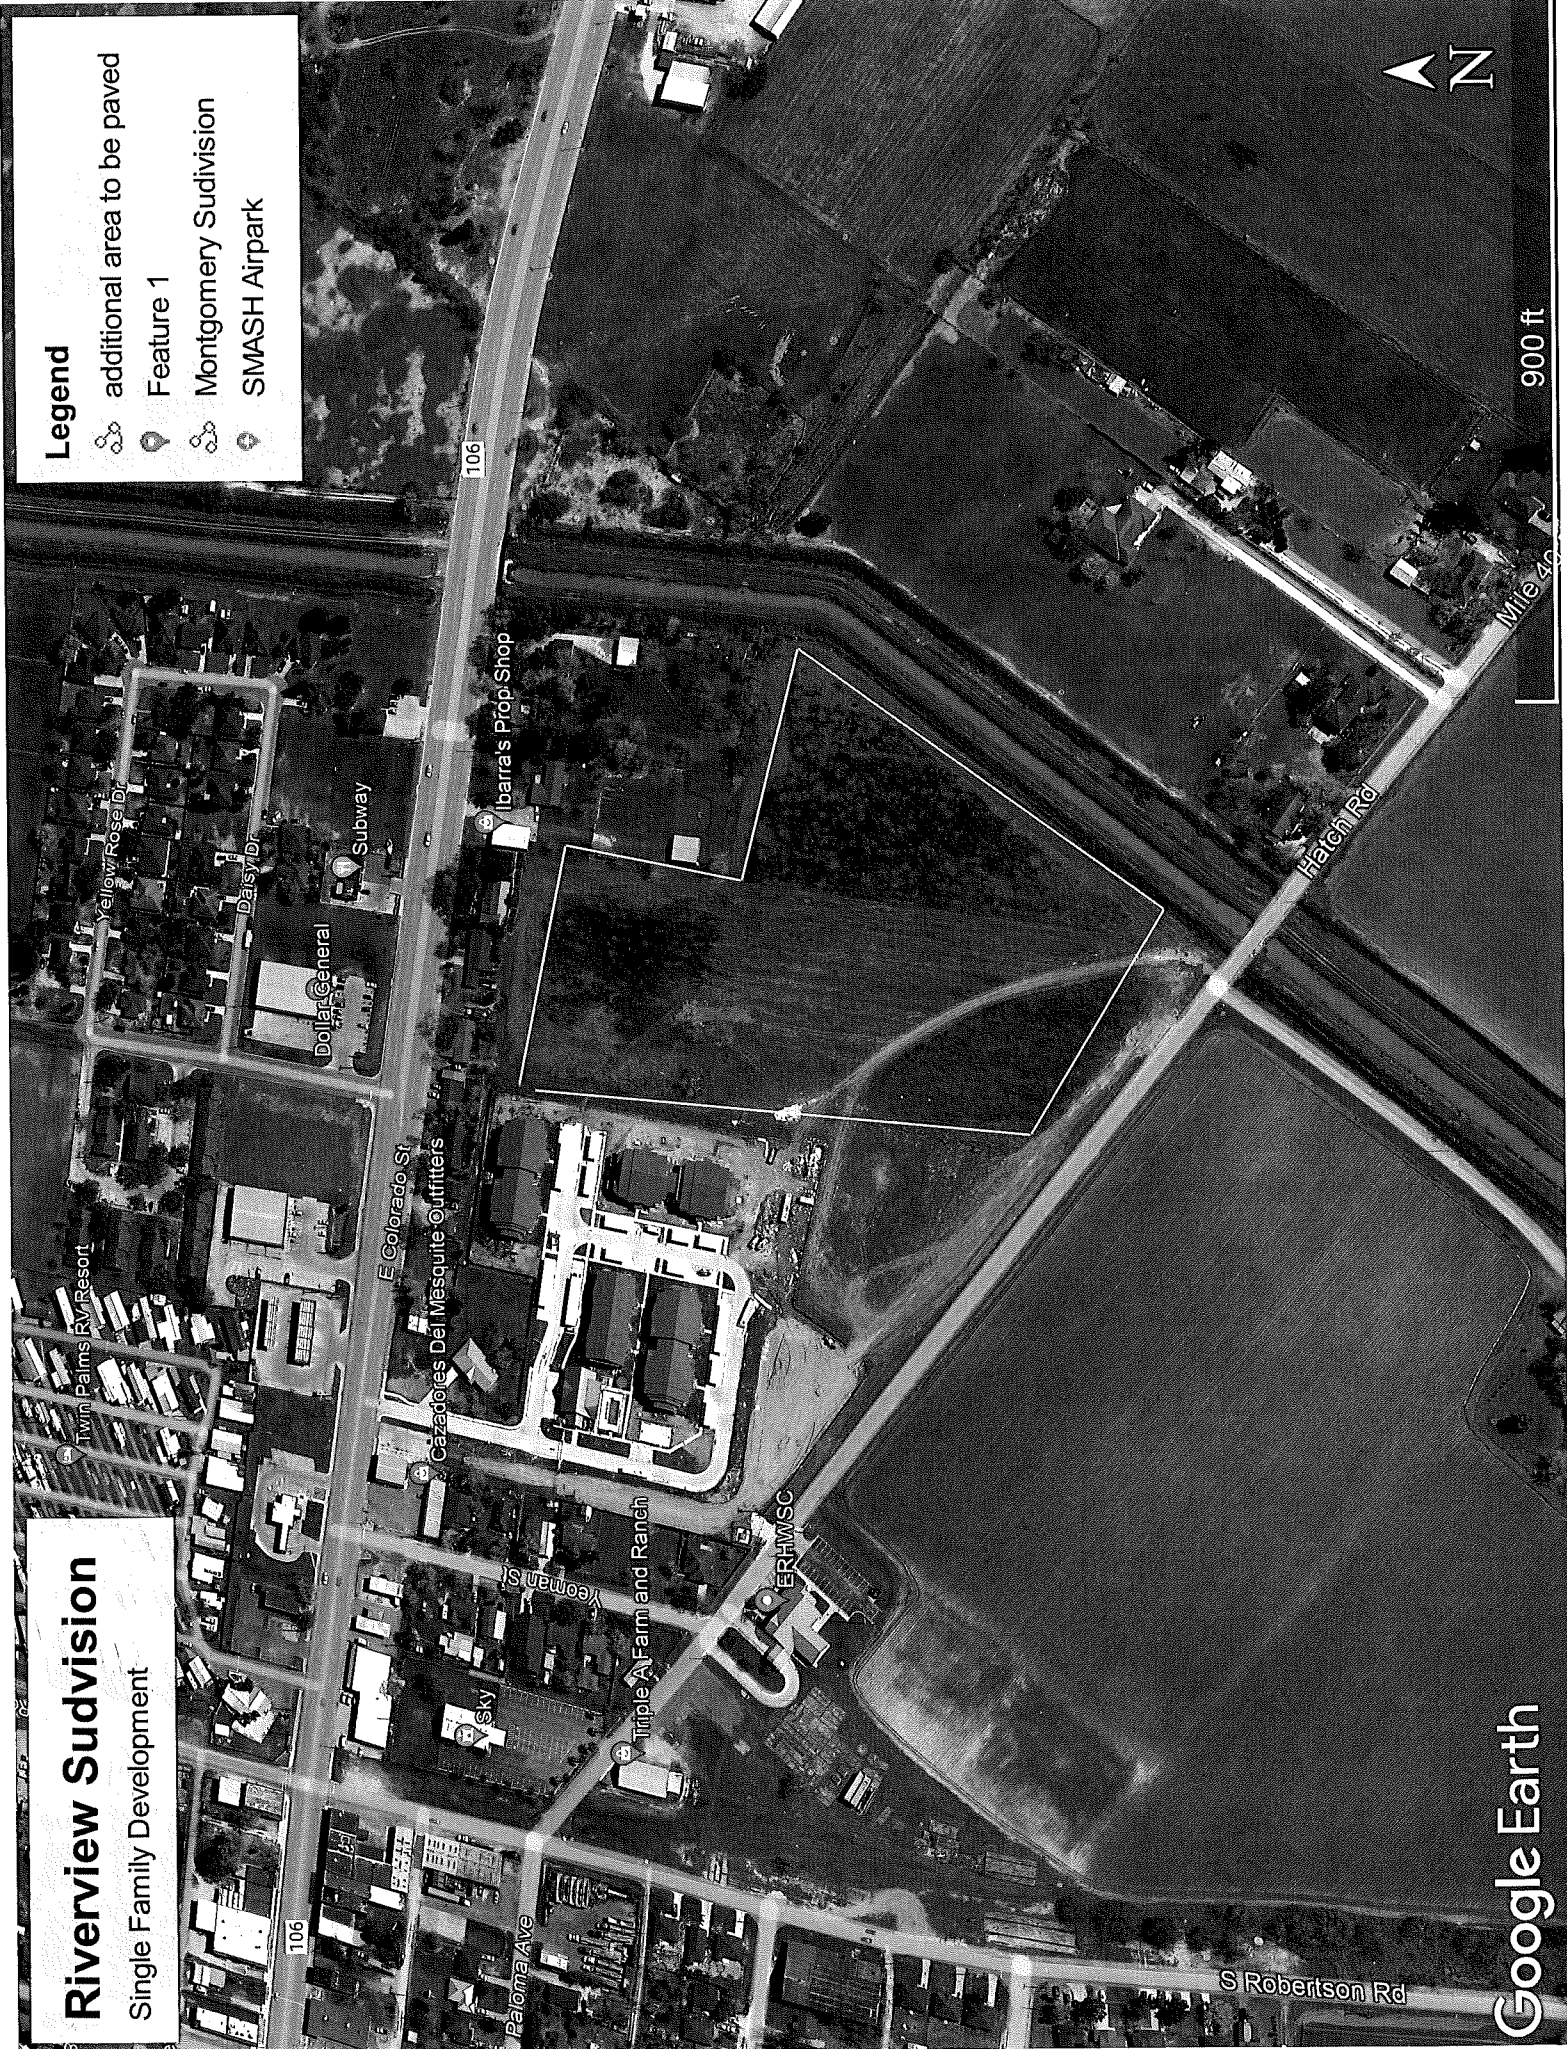 Riverview Sudvision
Single Family Development
Legend
additional area to be paved
Feature 1
Montgomery Sudivision
SMASH Airpark
Twin Palms RV Resort
Yellow Rose Dr
Daisy Dr
Dollar General
Subway
106
106
E Colorado St
Cazadores Del Mesquite Outfitters
Ibarra's Prop Shop
Yeoman St
Sky
Triple A Farm and Ranch
ERHWSC
Paloma Ave
S Robertson Rd
Hatch Rd
Mile
Google Earth
900 ft
N